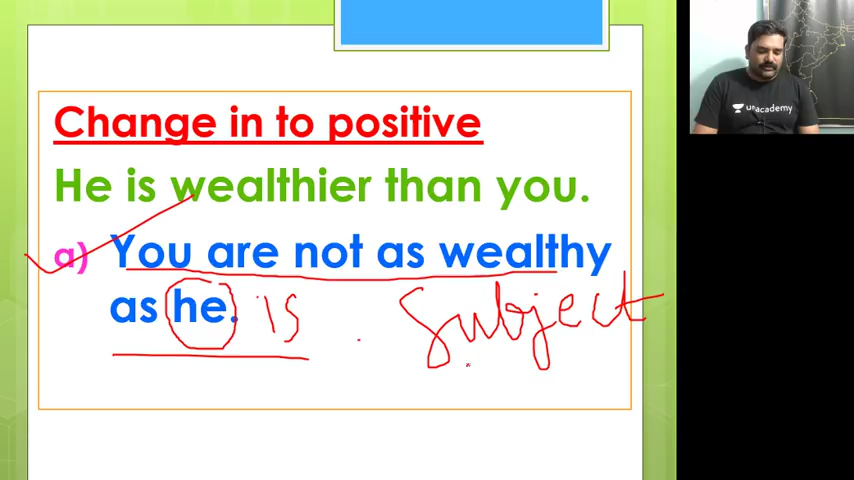 Change in to positive
He is wealthier than you.
a) You are not as wealthy
as he. is . Subject
unacademy